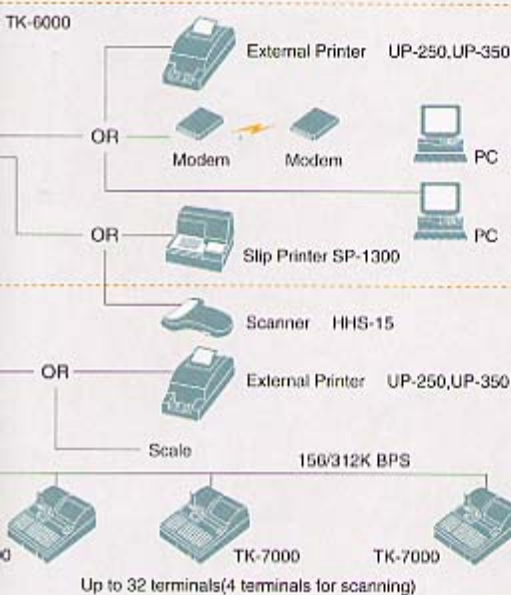 TK-6000
External Printer UP-250,UP-350
OR
Modem Modem
PC
OR
PC
Slip Printer SP-1300
Scanner HHS-15
OR
External Printer UP-250,UP-350
Scale
156/312K BPS
TK-7000 TK-7000
Up to 32 terminals(4 terminals for scanning)